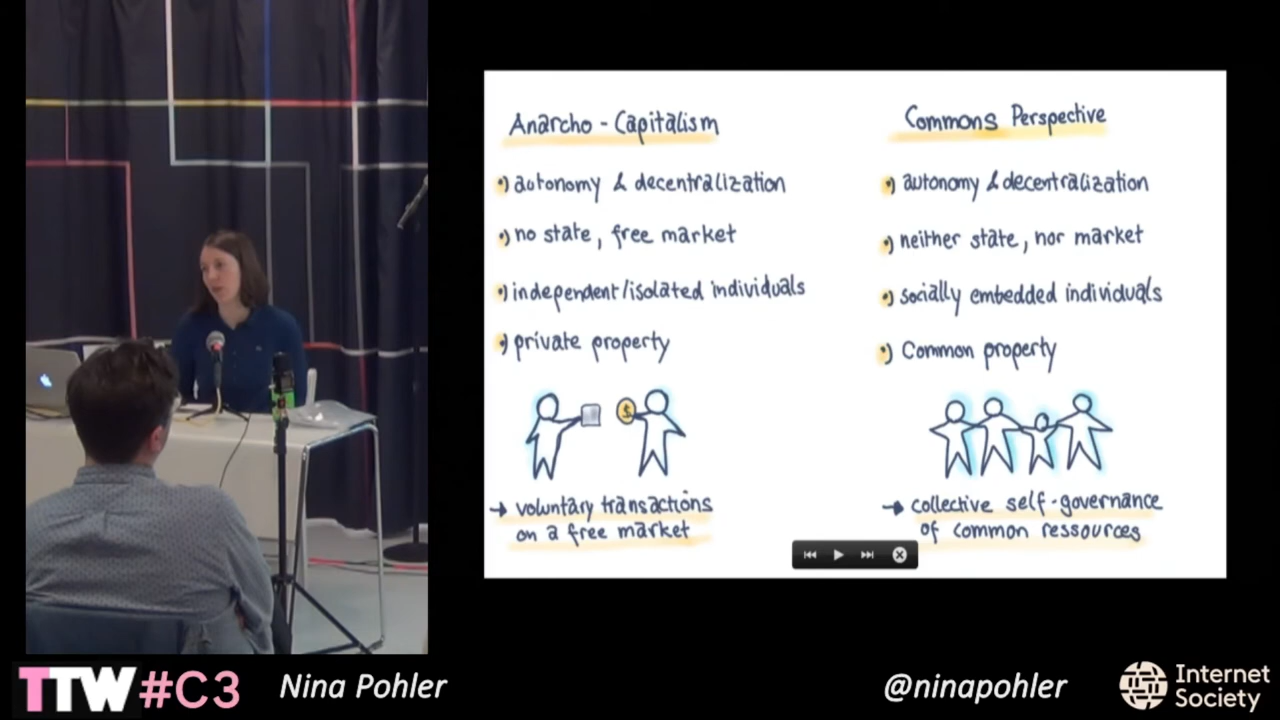 Anarcho - Capitalism
•) autonomy & decentralization
•) no state, free market
•) independent/isolated individuals
•) private property
$
→ voluntary transactions
on a free market
Commons Perspective
•) autonomy & decentralization
•) neither state, nor market
•) socially embedded individuals
•) Common property
→ collective self-governance
of common ressources
TTW#C3
Nina Pohler
@ninapohler
Internet
Society